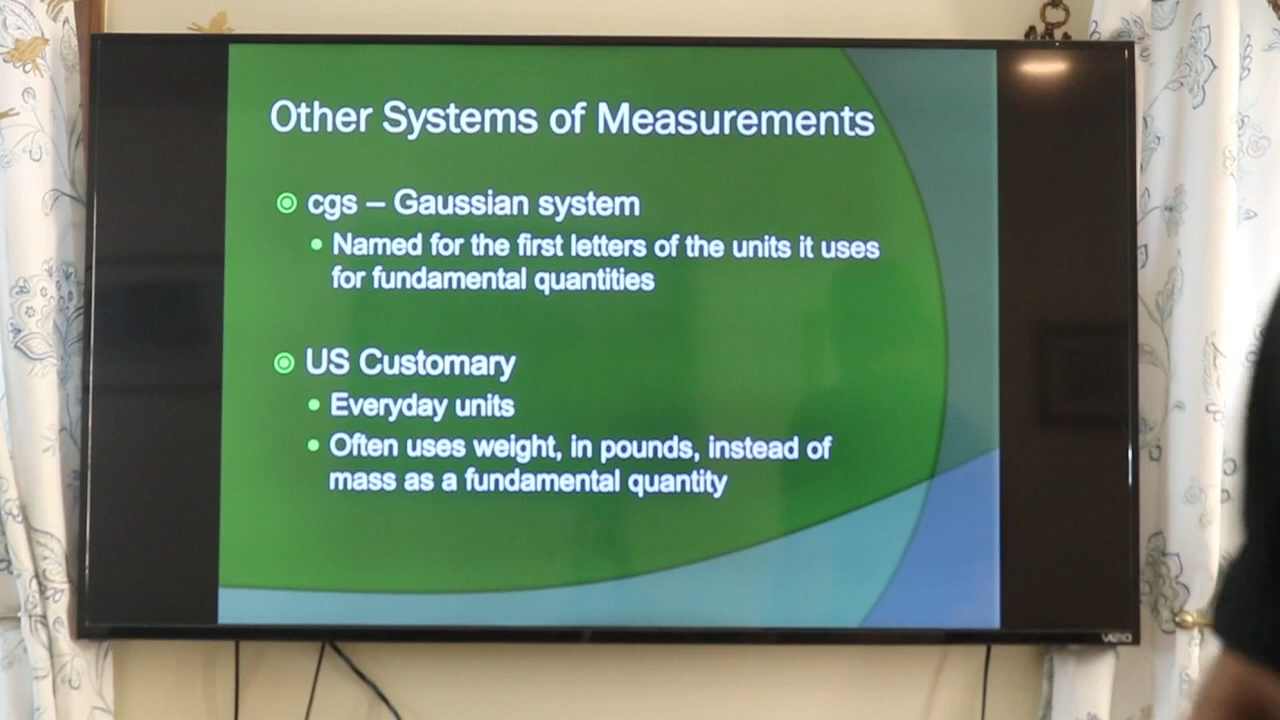 Other Systems of Measurements
cgs – Gaussian system
Named for the first letters of the units it uses
for fundamental quantities
US Customary
Everyday units
Often uses weight, in pounds, instead of
mass as a fundamental quantity
VIZIO